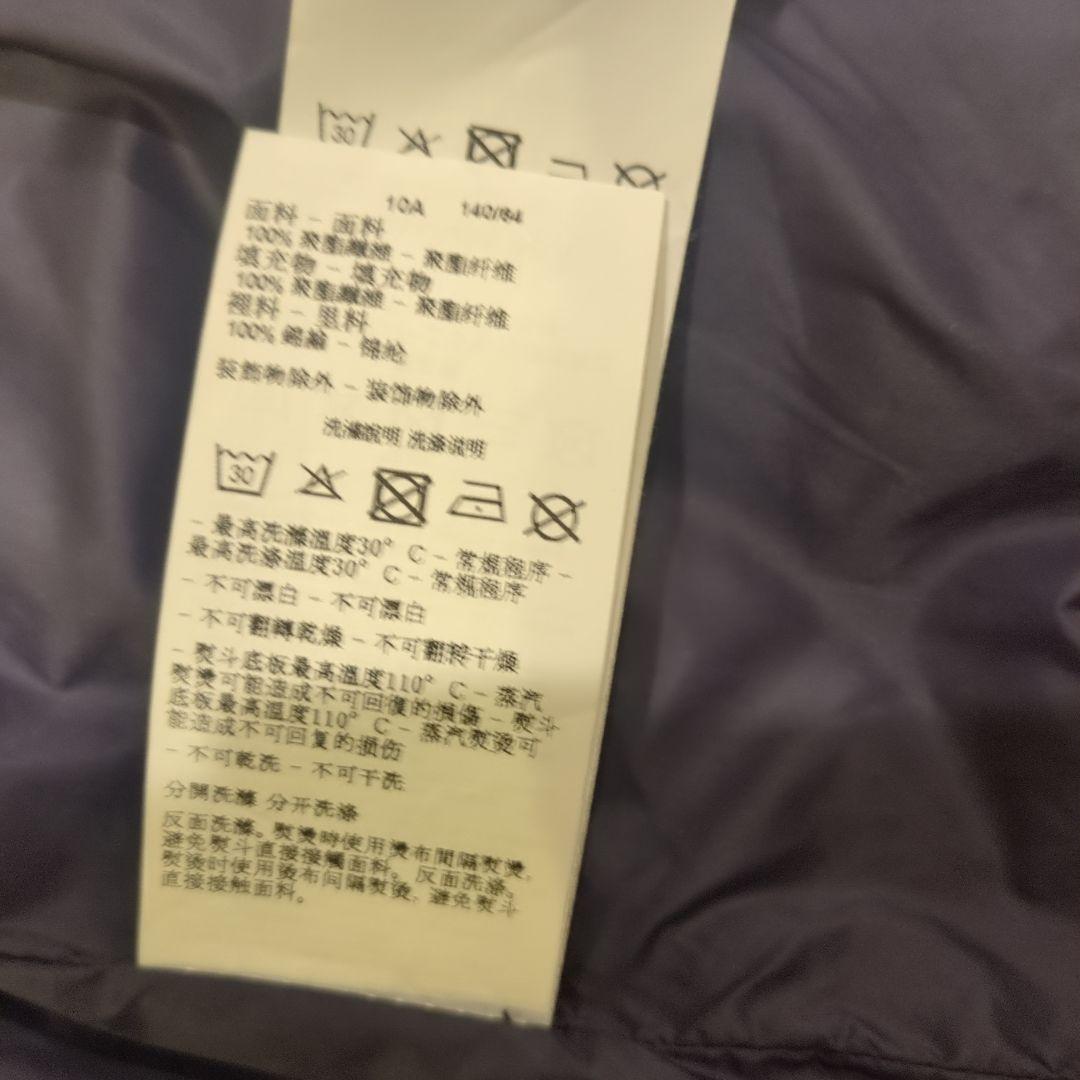 30
10A 140/64
面料 - 面料
100% 聚酯纖維 - 聚酯纤维
填充物 - 填充物
100% 聚酯纖維 - 聚酯纤维
裡料 - 里料
100% 錦綸 - 锦纶
装飾物除外 - 装饰物除外
洗滌說明 洗涤说明
30
- 最高洗滌溫度30° C - 常規程序 -
最高洗涤温度30° C - 常规程序
- 不可漂白 - 不可漂白
- 不可翻轉乾燥 - 不可翻转干燥
- 熨斗底板最高溫度110° C - 蒸汽
熨燙可能造成不可回復的損傷 - 熨斗
底板最高温度110° C - 蒸汽熨烫可
能造成不可回复的损伤
- 不可乾洗 - 不可干洗
分開洗滌 分开洗涤
反面洗滌。熨燙時使用燙布間隔熨燙,
避免熨斗直接接觸面料。反面洗涤。
熨烫时使用烫布间隔熨烫, 避免熨斗
直接接触面料。